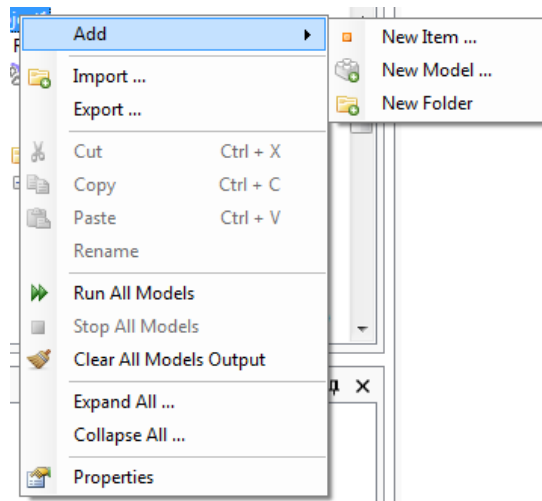 Add
New Item ...
New Model ...
New Folder
Import ...
Export ...
Cut Ctrl + X
Copy Ctrl + C
Paste Ctrl + V
Rename
Run All Models
Stop All Models
Clear All Models Output
Expand All ...
Collapse All ...
Properties